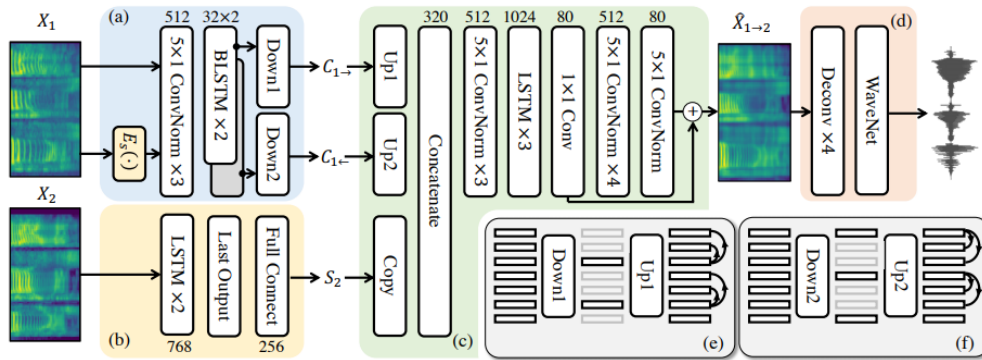 X₁
X₂
(a)
512
32×2
E_s(·)
5×1 ConvNorm ×3
BLSTM ×2
Down1
Down2
C₁→
C₁←
(b)
LSTM ×2
Last Output
Full Connect
768
256
S₂
(c)
Up1
Up2
Copy
320
Concatenate
512
5×1 ConvNorm ×3
1024
LSTM ×3
80
1×1 Conv
512
5×1 ConvNorm ×4
80
5×1 ConvNorm
+
X̂₁→₂
(d)
Deconv ×4
WaveNet
Down1
Up1
(e)
Down2
Up2
(f)